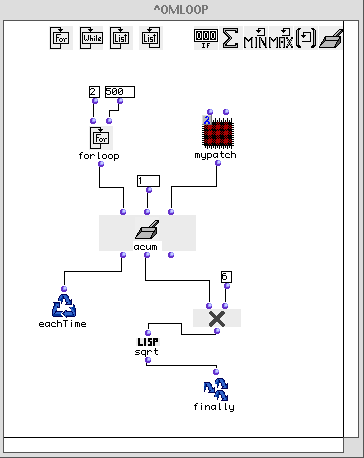 ^OMLOOP
For While List List 000 IF Σ MIN MAX
2 500
For
λ
forloop mypatch
1
acum
6
eachTime
LISP
sqrt
finally